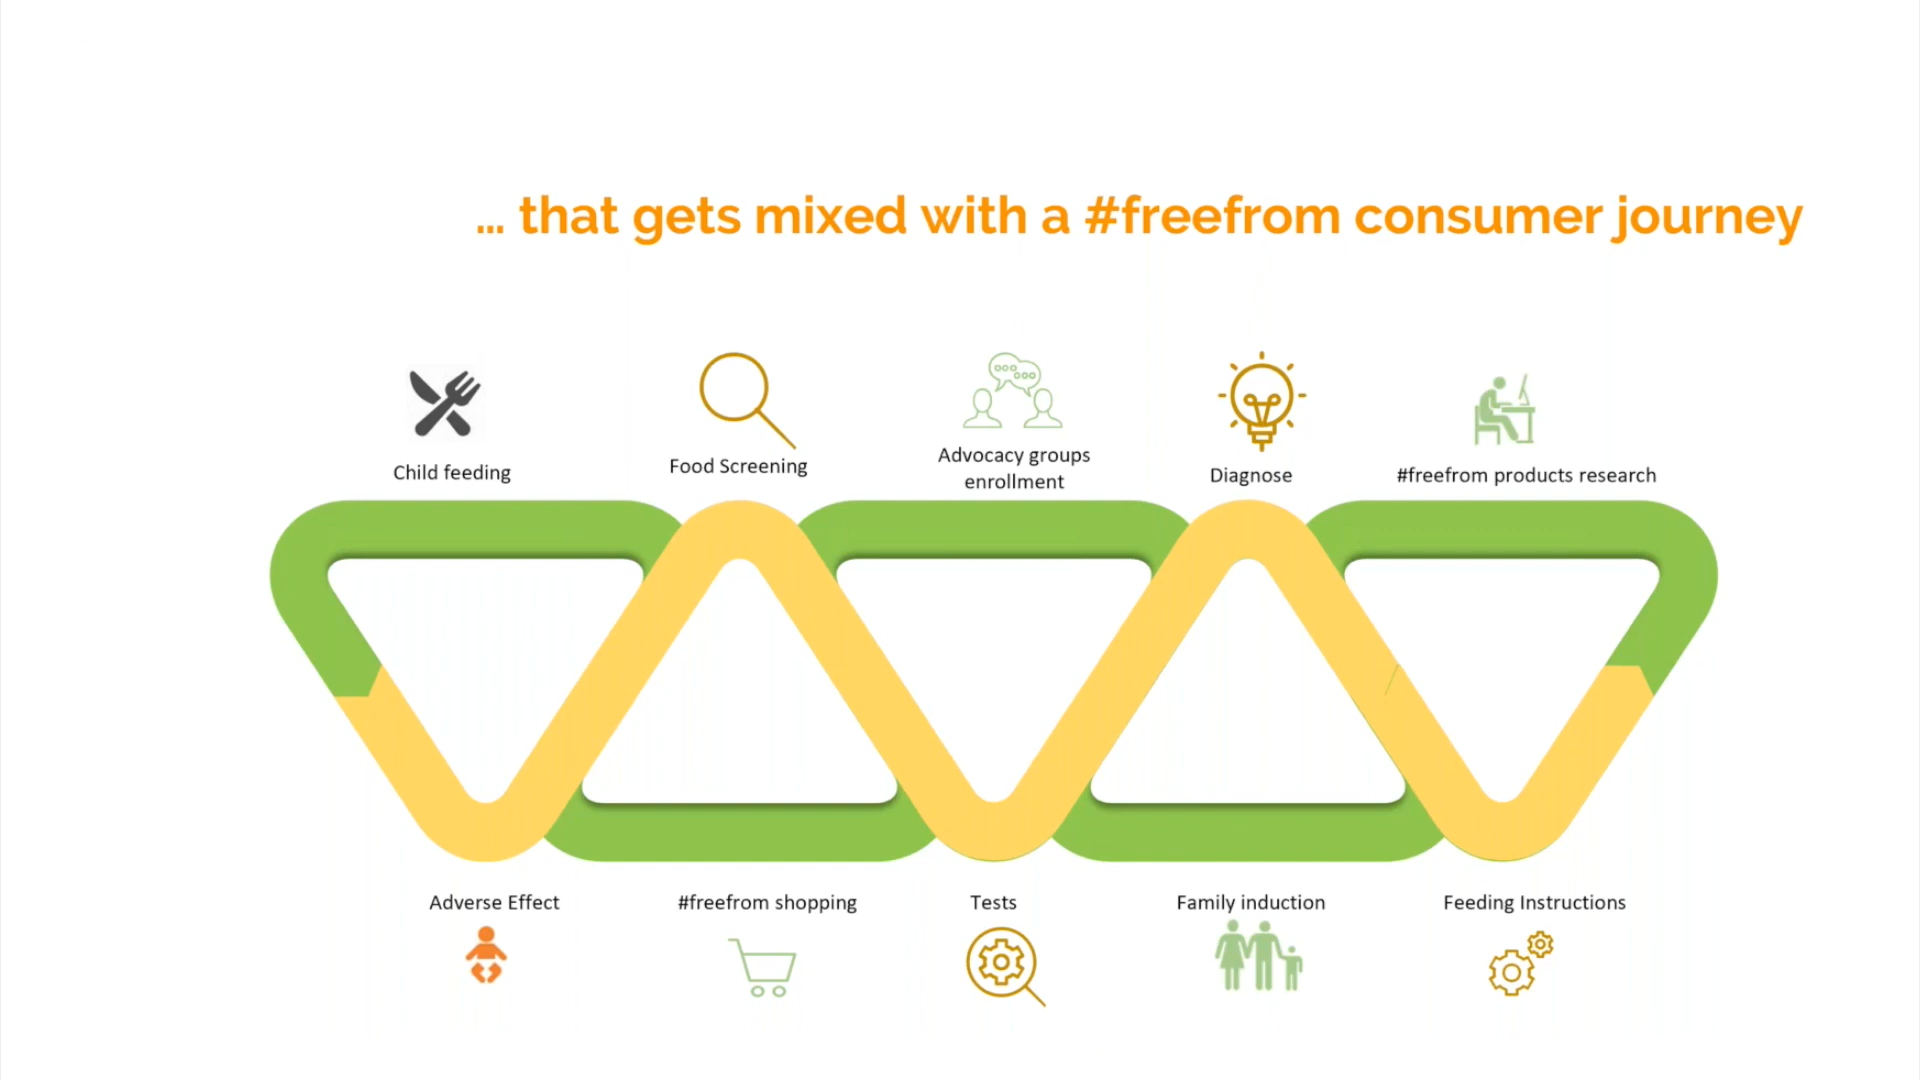 ... that gets mixed with a #freefrom consumer journey
Child feeding
Food Screening
Advocacy groups
enrollment
Diagnose
#freefrom products research
Adverse Effect
#freefrom shopping
Tests
Family induction
Feeding Instructions